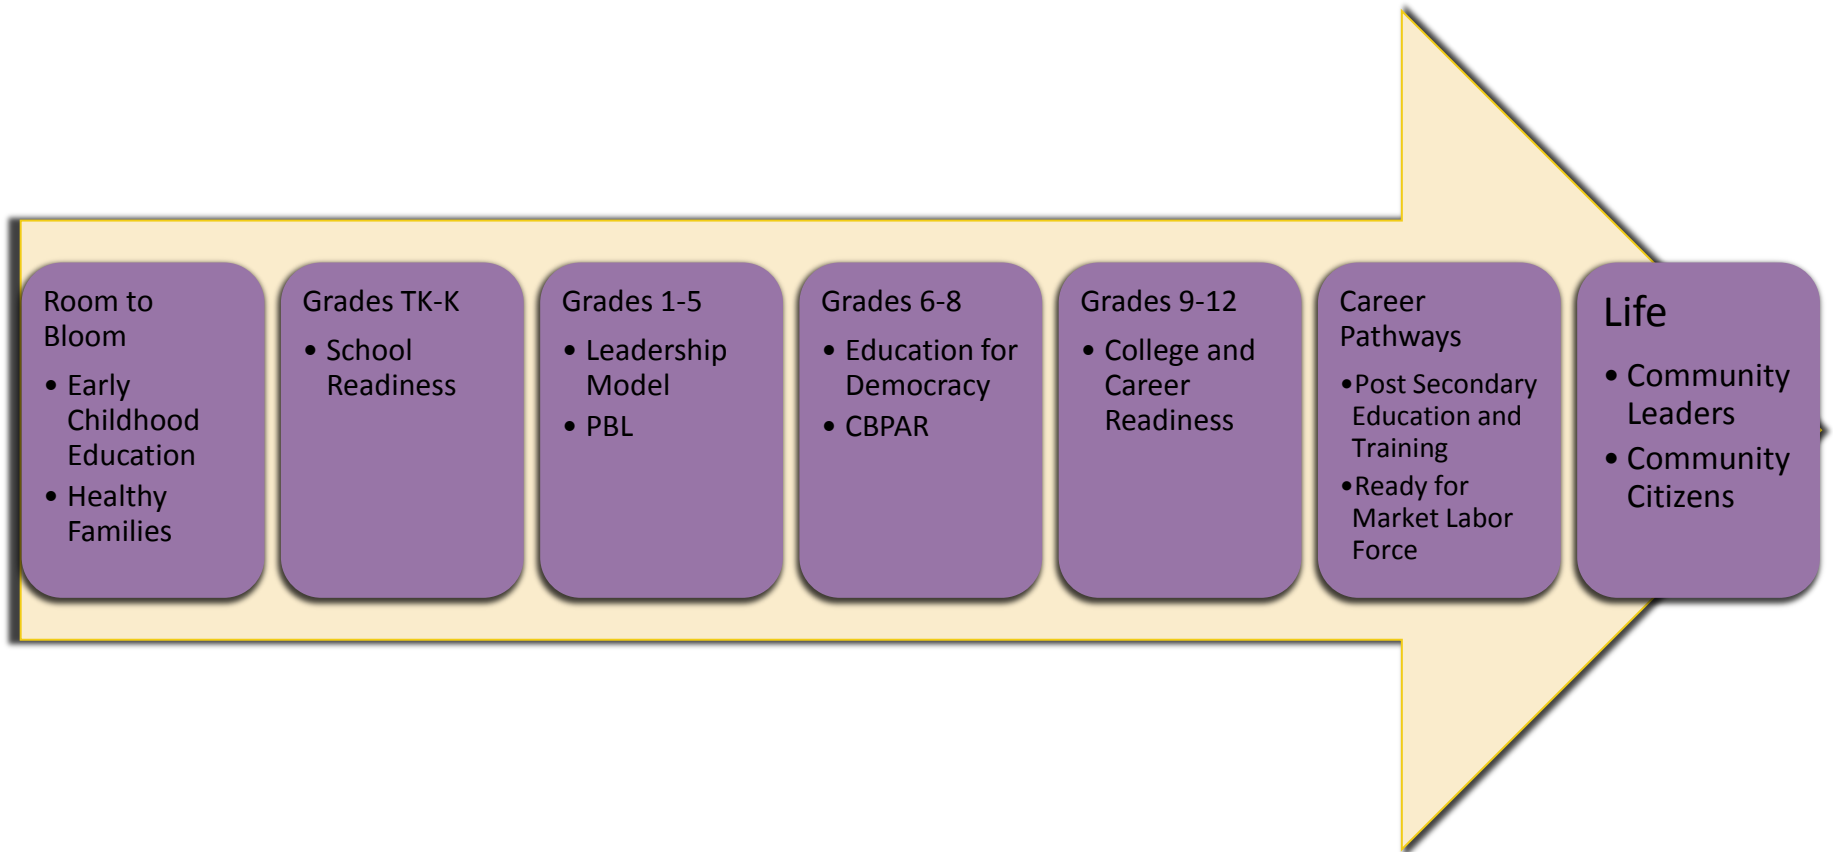 Room to
Bloom
• Early
Childhood
Education
• Healthy
Families
Grades TK-K
• School
Readiness
Grades 1-5
• Leadership
Model
• PBL
Grades 6-8
• Education for
Democracy
• CBPAR
Grades 9-12
• College and
Career
Readiness
Career
Pathways
•Post Secondary
Education and
Training
•Ready for
Market Labor
Force
Life
• Community
Leaders
• Community
Citizens